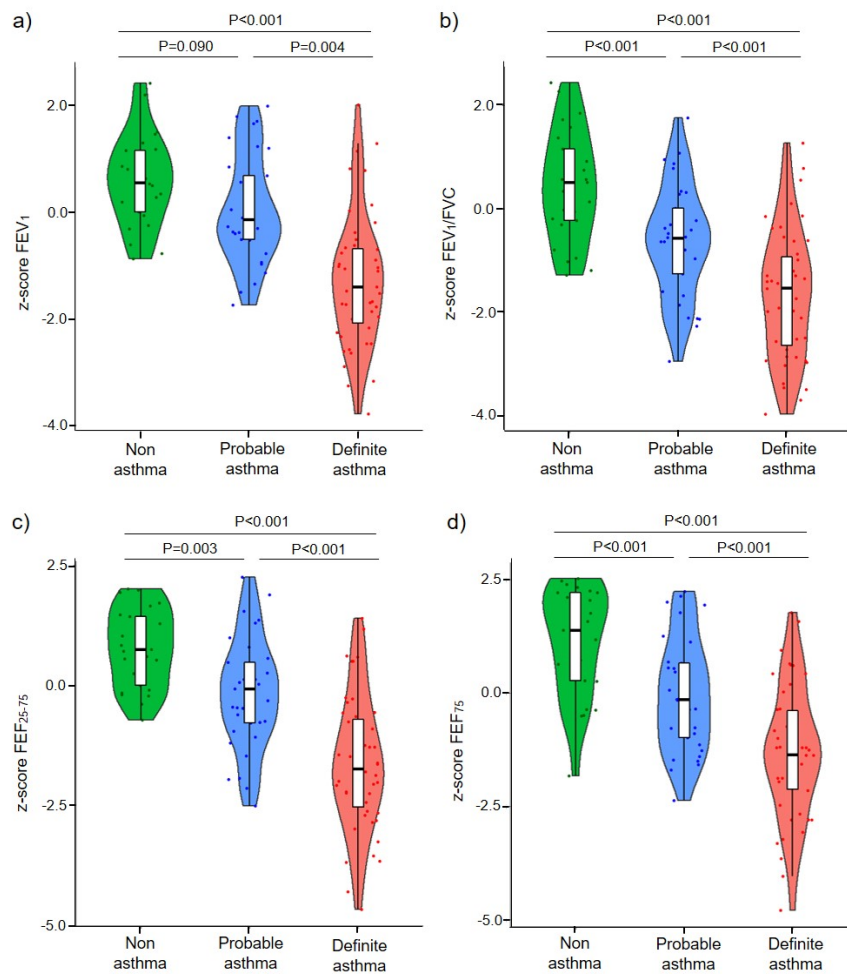 a)
P<0.001
P=0.090 P=0.004
z-score FEV₁
2.0
0.0
-2.0
-4.0
Non asthma
Probable asthma
Definite asthma
b)
P<0.001
P<0.001 P<0.001
z-score FEV₁/FVC
2.0
0.0
-2.0
-4.0
Non asthma
Probable asthma
Definite asthma
c)
P<0.001
P=0.003 P<0.001
z-score FEF₂₅₋₇₅
2.5
0.0
-2.5
-5.0
Non asthma
Probable asthma
Definite asthma
d)
P<0.001
P<0.001 P<0.001
z-score FEF₇₅
2.5
0.0
-2.5
-5.0
Non asthma
Probable asthma
Definite asthma